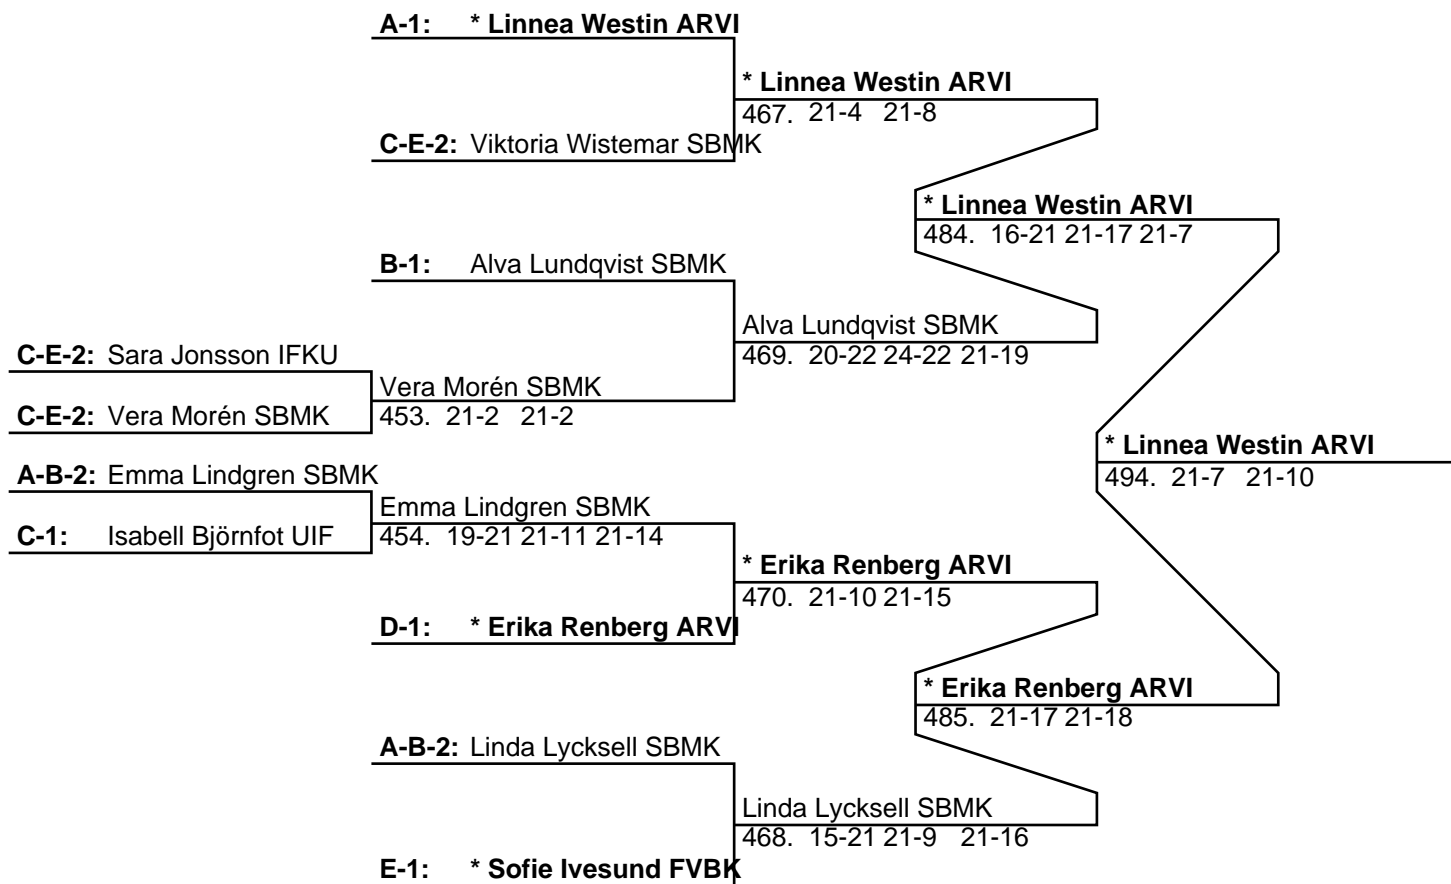 A-1: * Linnea Westin ARVI
* Linnea Westin ARVI
467. 21-4 21-8
C-E-2: Viktoria Wistemar SBMK
* Linnea Westin ARVI
484. 16-21 21-17 21-7
B-1: Alva Lundqvist SBMK
Alva Lundqvist SBMK
469. 20-22 24-22 21-19
C-E-2: Sara Jonsson IFKU
Vera Morén SBMK
453. 21-2 21-2
C-E-2: Vera Morén SBMK
* Linnea Westin ARVI
494. 21-7 21-10
A-B-2: Emma Lindgren SBMK
Emma Lindgren SBMK
454. 19-21 21-11 21-14
C-1: Isabell Björnfot UIF
* Erika Renberg ARVI
470. 21-10 21-15
D-1: * Erika Renberg ARVI
* Erika Renberg ARVI
485. 21-17 21-18
A-B-2: Linda Lycksell SBMK
Linda Lycksell SBMK
468. 15-21 21-9 21-16
E-1: * Sofie Ivesund FVBK